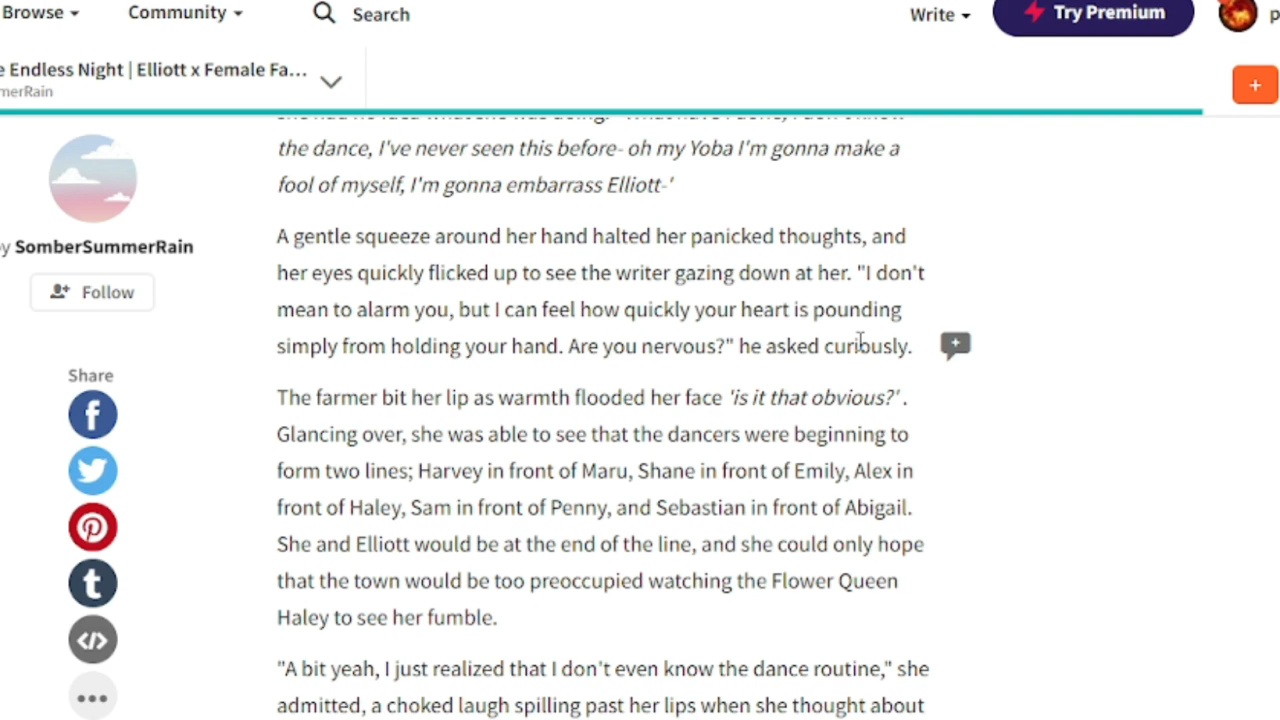 Browse
Community
Search
Write
Try Premium
p
e Endless Night | Elliott x Female Fa...
merRain
+
the dance, I've never seen this before- oh my Yoba I'm gonna make a
fool of myself, I'm gonna embarrass Elliott-'
by SomberSummerRain
Follow
A gentle squeeze around her hand halted her panicked thoughts, and
her eyes quickly flicked up to see the writer gazing down at her. "I don't
mean to alarm you, but I can feel how quickly your heart is pounding
simply from holding your hand. Are you nervous?" he asked curiously.
Share
The farmer bit her lip as warmth flooded her face 'is it that obvious?' .
Glancing over, she was able to see that the dancers were beginning to
form two lines; Harvey in front of Maru, Shane in front of Emily, Alex in
front of Haley, Sam in front of Penny, and Sebastian in front of Abigail.
She and Elliott would be at the end of the line, and she could only hope
that the town would be too preoccupied watching the Flower Queen
Haley to see her fumble.
"A bit yeah, I just realized that I don't even know the dance routine," she
admitted, a choked laugh spilling past her lips when she thought about